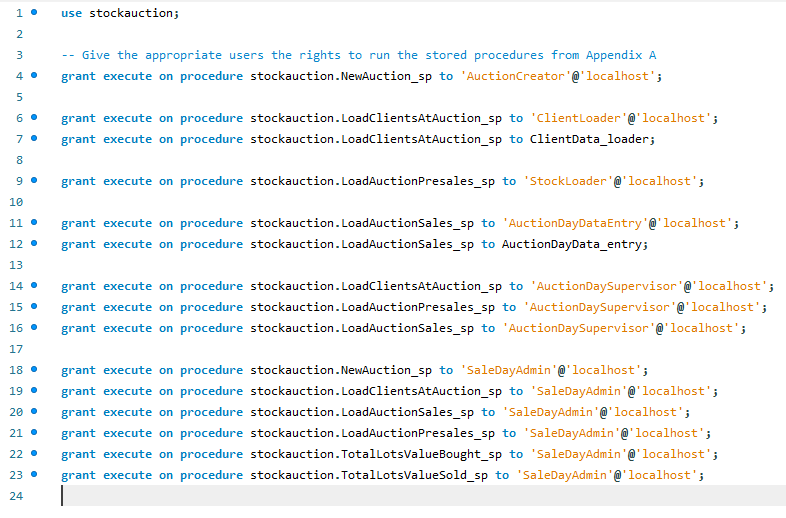 1 use stockauction;
2
3 -- Give the appropriate users the rights to run the stored procedures from Appendix A
4 grant execute on procedure stockauction.NewAuction_sp to 'AuctionCreator'@'localhost';
5
6 grant execute on procedure stockauction.LoadClientsAtAuction_sp to 'ClientLoader'@'localhost';
7 grant execute on procedure stockauction.LoadClientsAtAuction_sp to ClientData_loader;
8
9 grant execute on procedure stockauction.LoadAuctionPresales_sp to 'StockLoader'@'localhost';
10
11 grant execute on procedure stockauction.LoadAuctionSales_sp to 'AuctionDayDataEntry'@'localhost';
12 grant execute on procedure stockauction.LoadAuctionSales_sp to AuctionDayData_entry;
13
14 grant execute on procedure stockauction.LoadClientsAtAuction_sp to 'AuctionDaySupervisor'@'localhost';
15 grant execute on procedure stockauction.LoadAuctionPresales_sp to 'AuctionDaySupervisor'@'localhost';
16 grant execute on procedure stockauction.LoadAuctionSales_sp to 'AuctionDaySupervisor'@'localhost';
17
18 grant execute on procedure stockauction.NewAuction_sp to 'SaleDayAdmin'@'localhost';
19 grant execute on procedure stockauction.LoadClientsAtAuction_sp to 'SaleDayAdmin'@'localhost';
20 grant execute on procedure stockauction.LoadAuctionSales_sp to 'SaleDayAdmin'@'localhost';
21 grant execute on procedure stockauction.LoadAuctionPresales_sp to 'SaleDayAdmin'@'localhost';
22 grant execute on procedure stockauction.TotalLotsValueBought_sp to 'SaleDayAdmin'@'localhost';
23 grant execute on procedure stockauction.TotalLotsValueSold_sp to 'SaleDayAdmin'@'localhost';
24